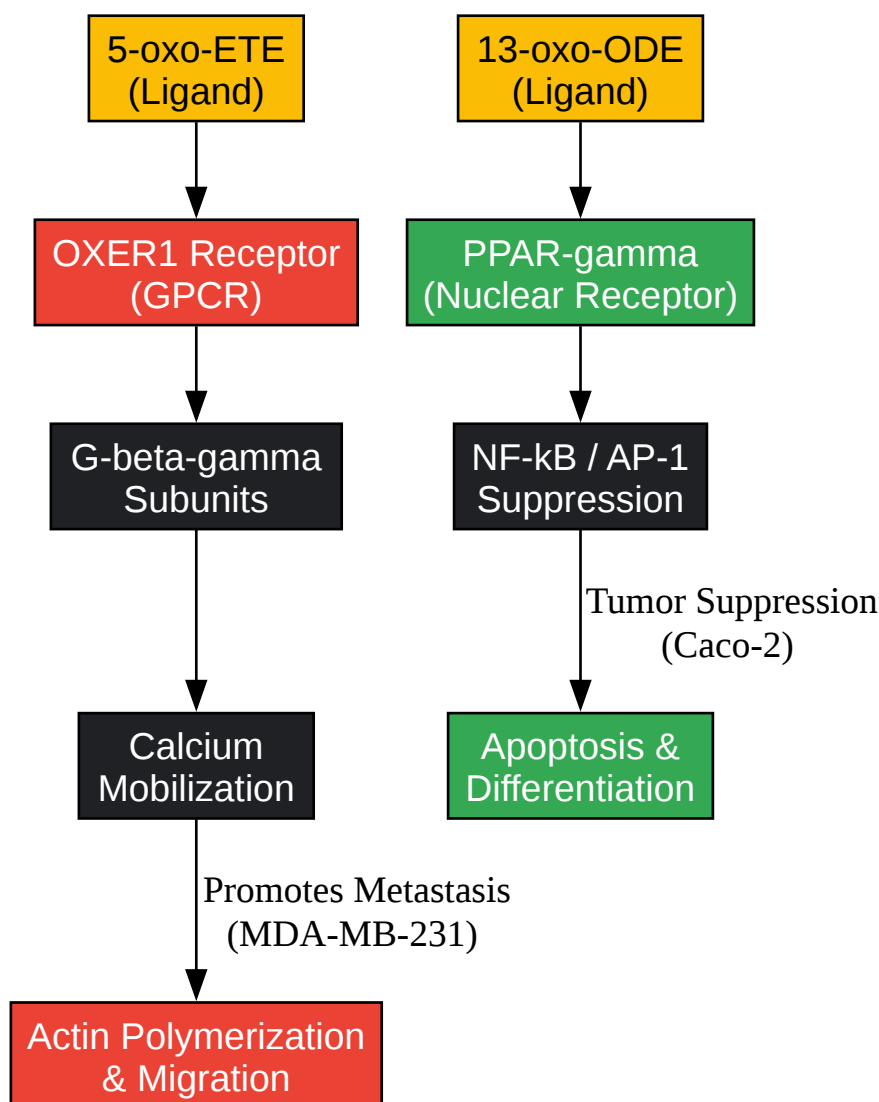 5-oxo-ETE
(Ligand)
13-oxo-ODE
(Ligand)
OXER1 Receptor
(GPCR)
PPAR-gamma
(Nuclear Receptor)
G-beta-gamma
Subunits
NF-kB / AP-1
Suppression
Tumor Suppression
(Caco-2)
Calcium
Mobilization
Apoptosis &
Differentiation
Promotes Metastasis
(MDA-MB-231)
Actin Polymerization
& Migration